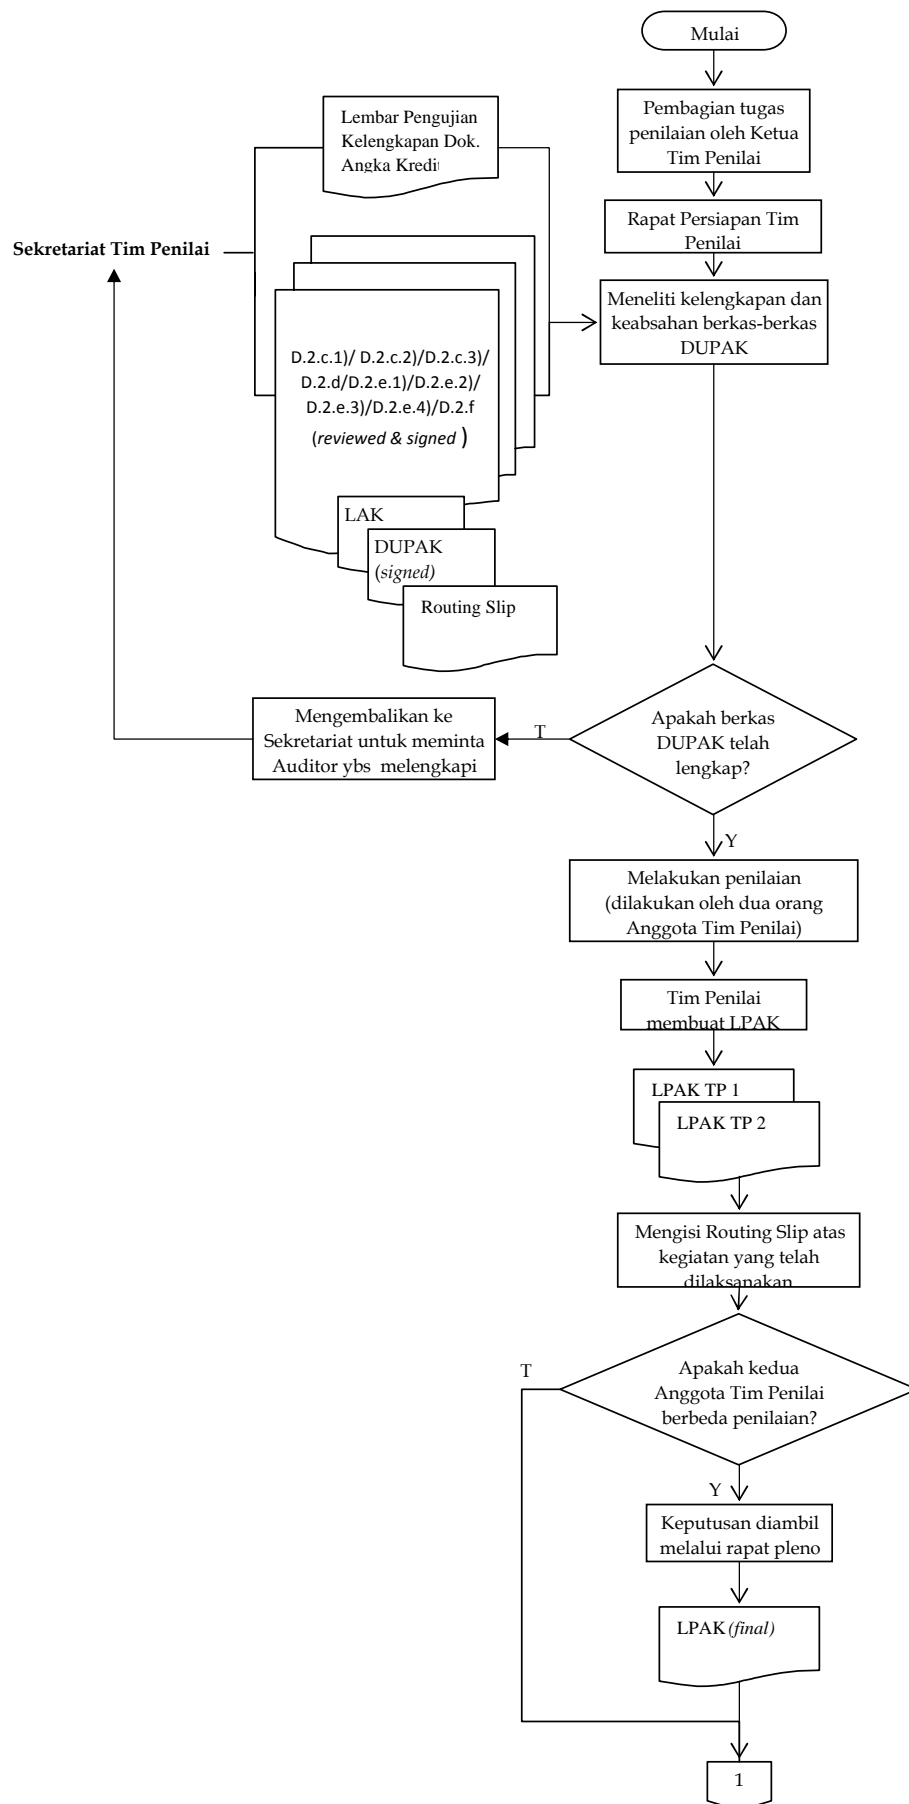 Mulai
Pembagian tugas
penilaian oleh Ketua
Tim Penilai
Lembar Pengujian
Kelengkapan Dok.
Angka Kredit
Rapat Persiapan Tim
Penilai
Sekretariat Tim Penilai
Meneliti kelengkapan dan
keabsahan berkas-berkas
DUPAK
D.2.c.1)/ D.2.c.2)/D.2.c.3)/
D.2.d/D.2.e.1)/D.2.e.2)/
D.2.e.3)/D.2.e.4)/D.2.f
(reviewed & signed )
LAK
DUPAK
(signed)
Routing Slip
Apakah berkas
DUPAK telah
lengkap?
T
Mengembalikan ke
Sekretariat untuk meminta
Auditor ybs melengkapi
Y
Melakukan penilaian
(dilakukan oleh dua orang
Anggota Tim Penilai)
Tim Penilai
membuat LPAK
LPAK TP 1
LPAK TP 2
Mengisi Routing Slip atas
kegiatan yang telah
dilaksanakan
T
Apakah kedua
Anggota Tim Penilai
berbeda penilaian?
Y
Keputusan diambil
melalui rapat pleno
LPAK (final)
1